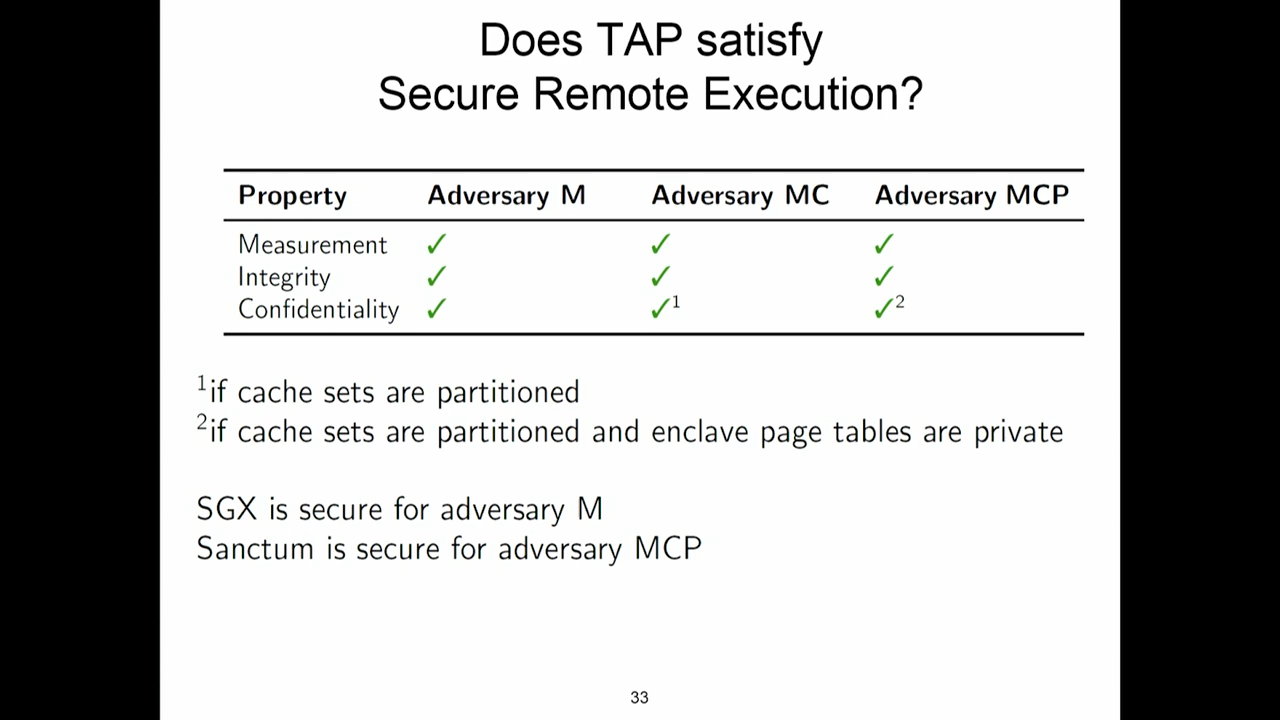 Does TAP satisfy
Secure Remote Execution?
Property Adversary M Adversary MC Adversary MCP
Measurement ✓ ✓ ✓
Integrity ✓ ✓ ✓
Confidentiality ✓ ✓¹ ✓²
¹if cache sets are partitioned
²if cache sets are partitioned and enclave page tables are private
SGX is secure for adversary M
Sanctum is secure for adversary MCP
33